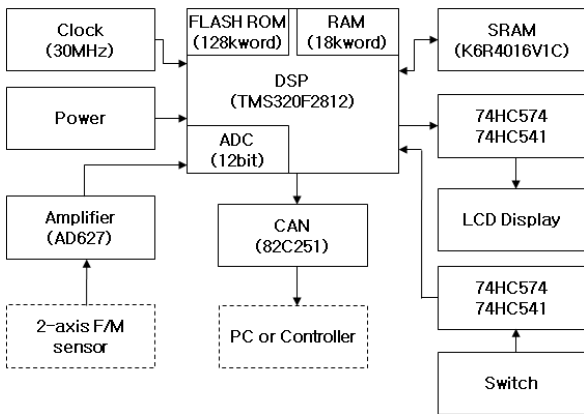 Clock
(30MHz)
FLASH ROM
(128kword)
RAM
(18kword)
SRAM
(K6R4016V1C)
DSP
(TMS320F2812)
Power
74HC574
74HC541
ADC
(12bit)
Amplifier
(AD627)
CAN
(82C251)
LCD Display
2-axis F/M
sensor
PC or Controller
74HC574
74HC541
Switch